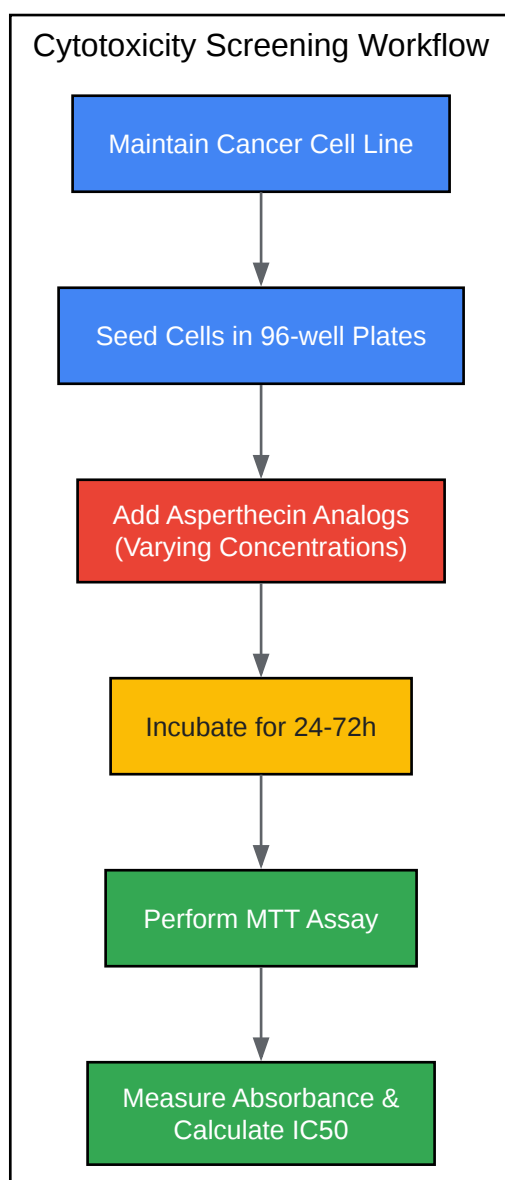 Cytotoxicity Screening Workflow
Maintain Cancer Cell Line
Seed Cells in 96-well Plates
Add Asperthecin Analogs
(Varying Concentrations)
Incubate for 24-72h
Perform MTT Assay
Measure Absorbance &
Calculate IC50